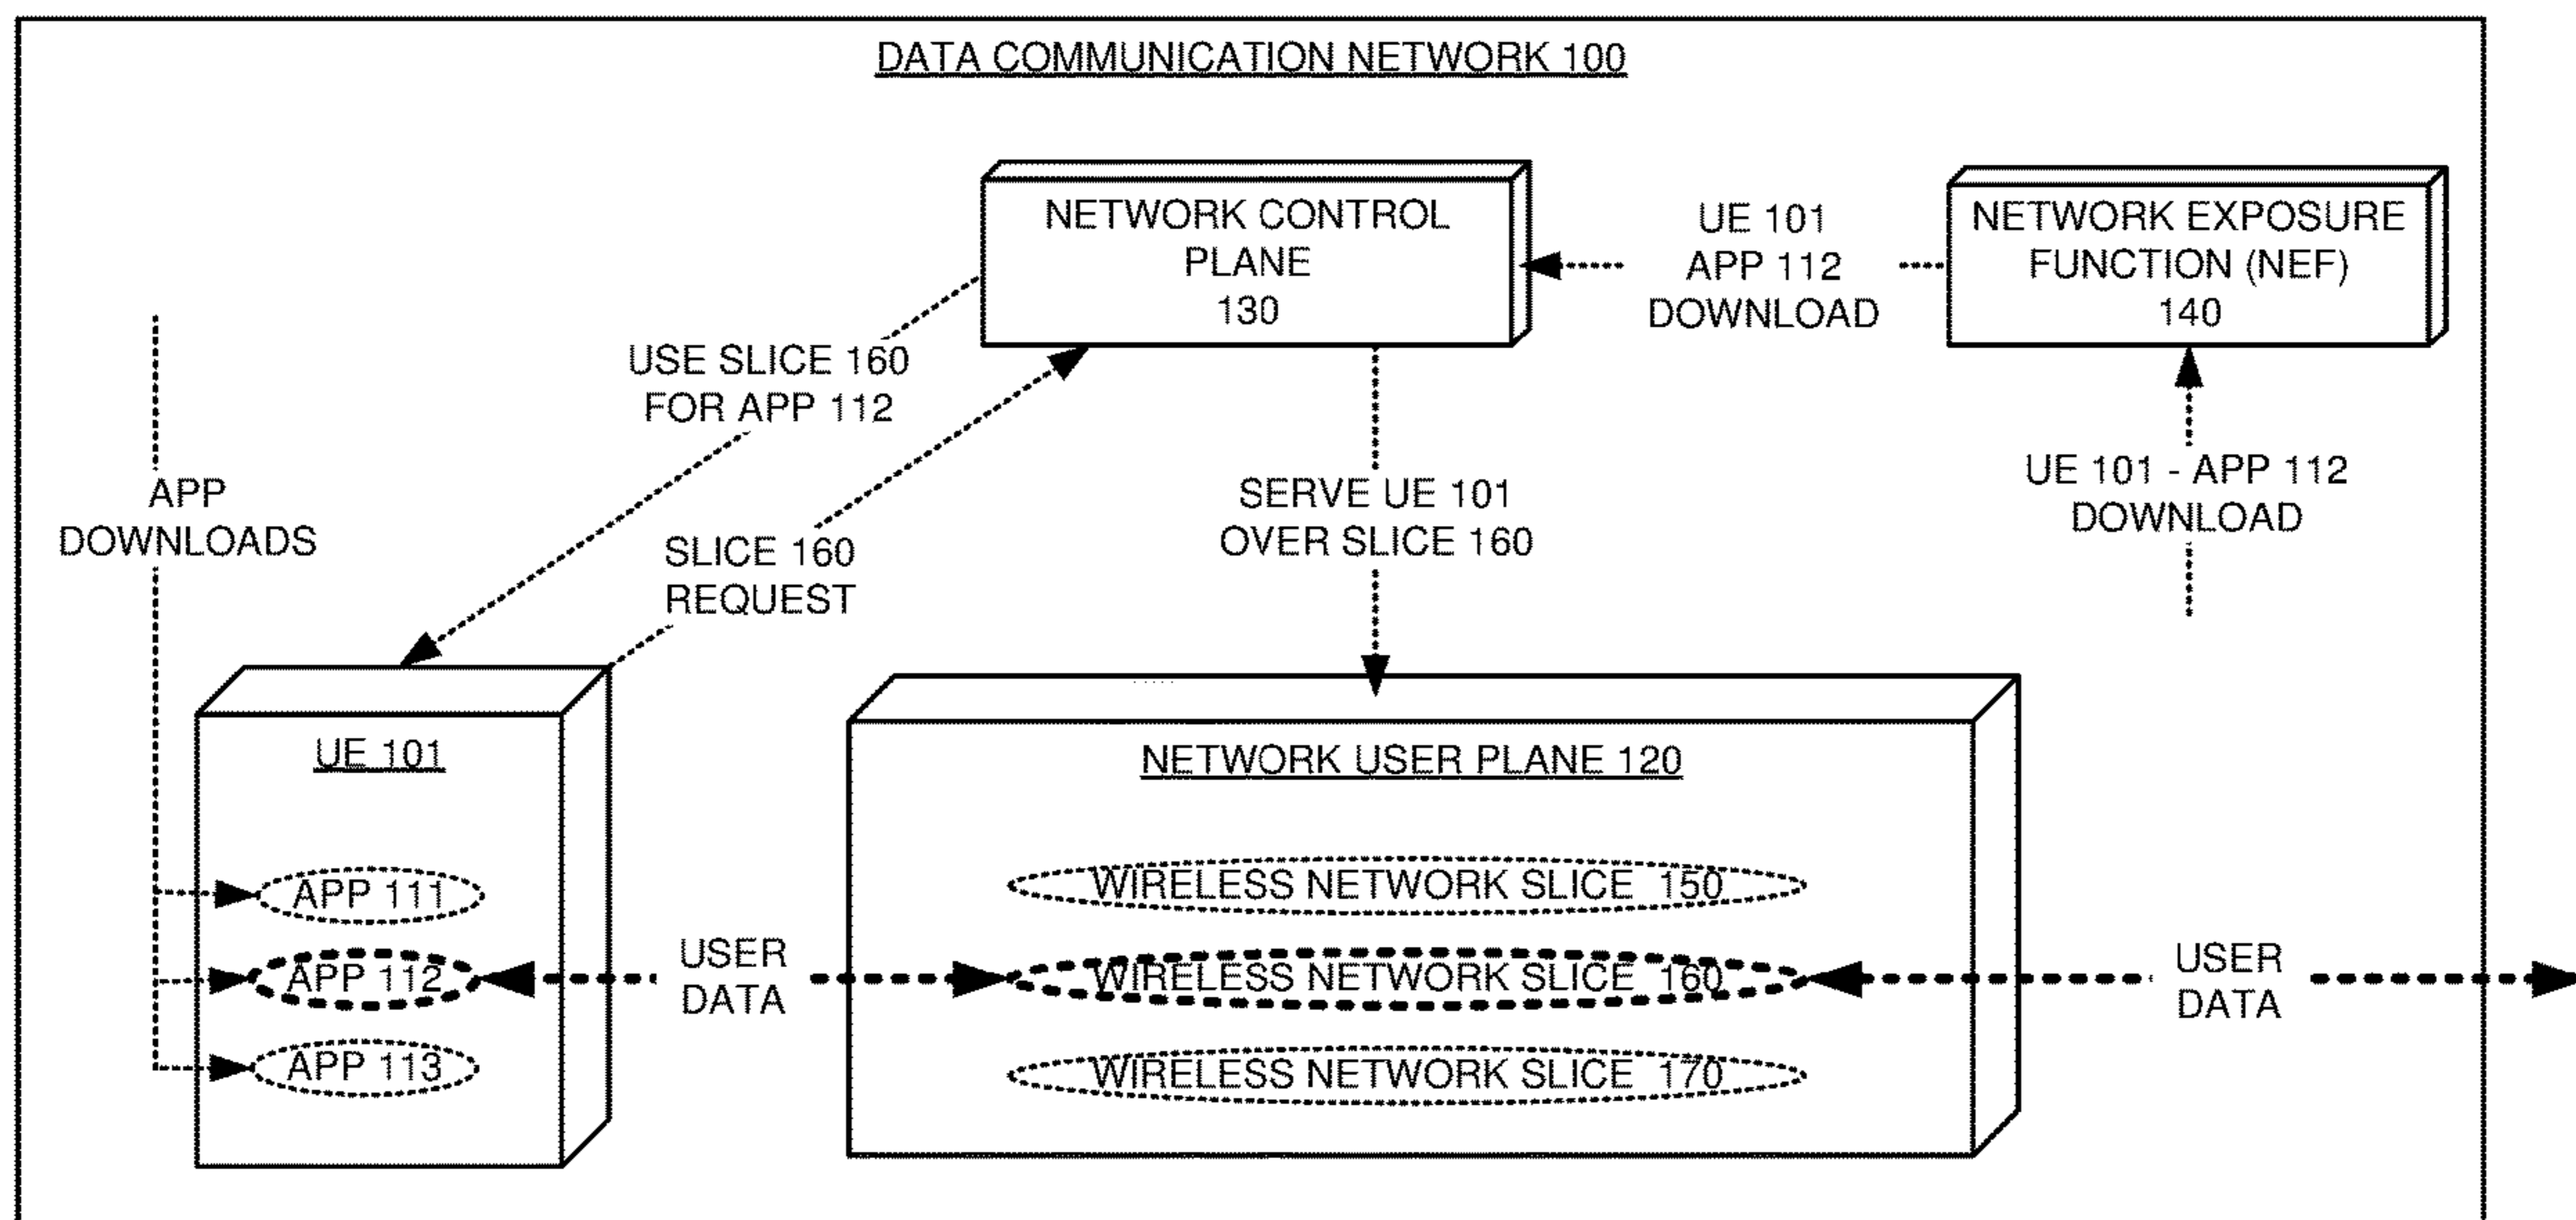 DATA COMMUNICATION NETWORK 100
NETWORK CONTROL
PLANE
130
UE 101
APP 112
DOWNLOAD
NETWORK EXPOSURE
FUNCTION (NEF)
140
USE SLICE 160
FOR APP 112
APP
DOWNLOADS
SLICE 160
REQUEST
SERVE UE 101
OVER SLICE 160
UE 101 - APP 112
DOWNLOAD
UE 101
APP 111
APP 112
APP 113
USER
DATA
NETWORK USER PLANE 120
WIRELESS NETWORK SLICE 150
WIRELESS NETWORK SLICE 160
WIRELESS NETWORK SLICE 170
USER
DATA